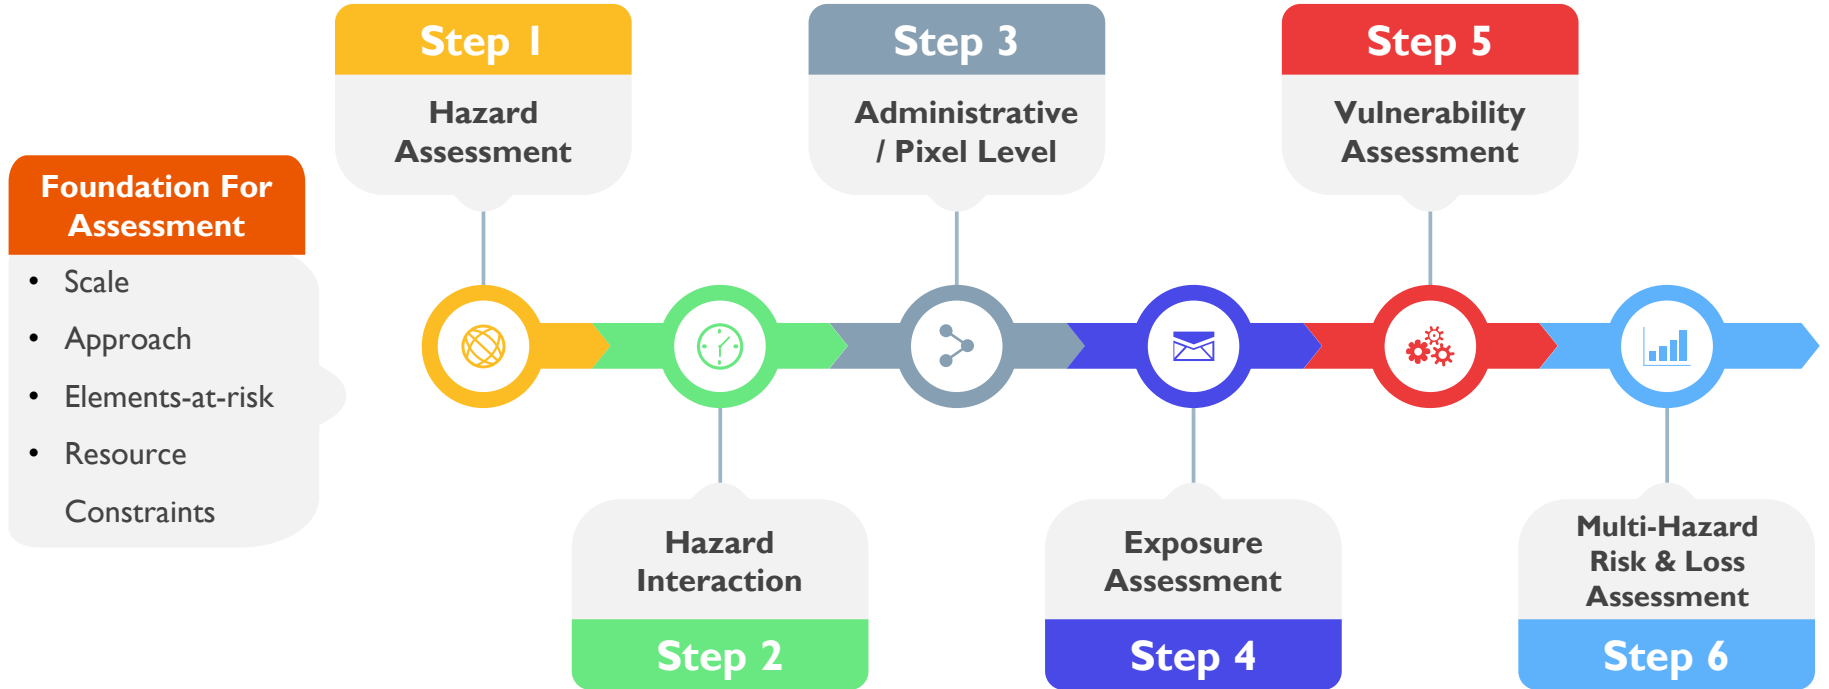 Foundation For
Assessment
• Scale
• Approach
• Elements-at-risk
• Resource
Constraints
Step 1
Hazard
Assessment
Hazard
Interaction
Step 2
Step 3
Administrative
/ Pixel Level
Exposure
Assessment
Step 4
Step 5
Vulnerability
Assessment
Multi-Hazard
Risk & Loss
Assessment
Step 6